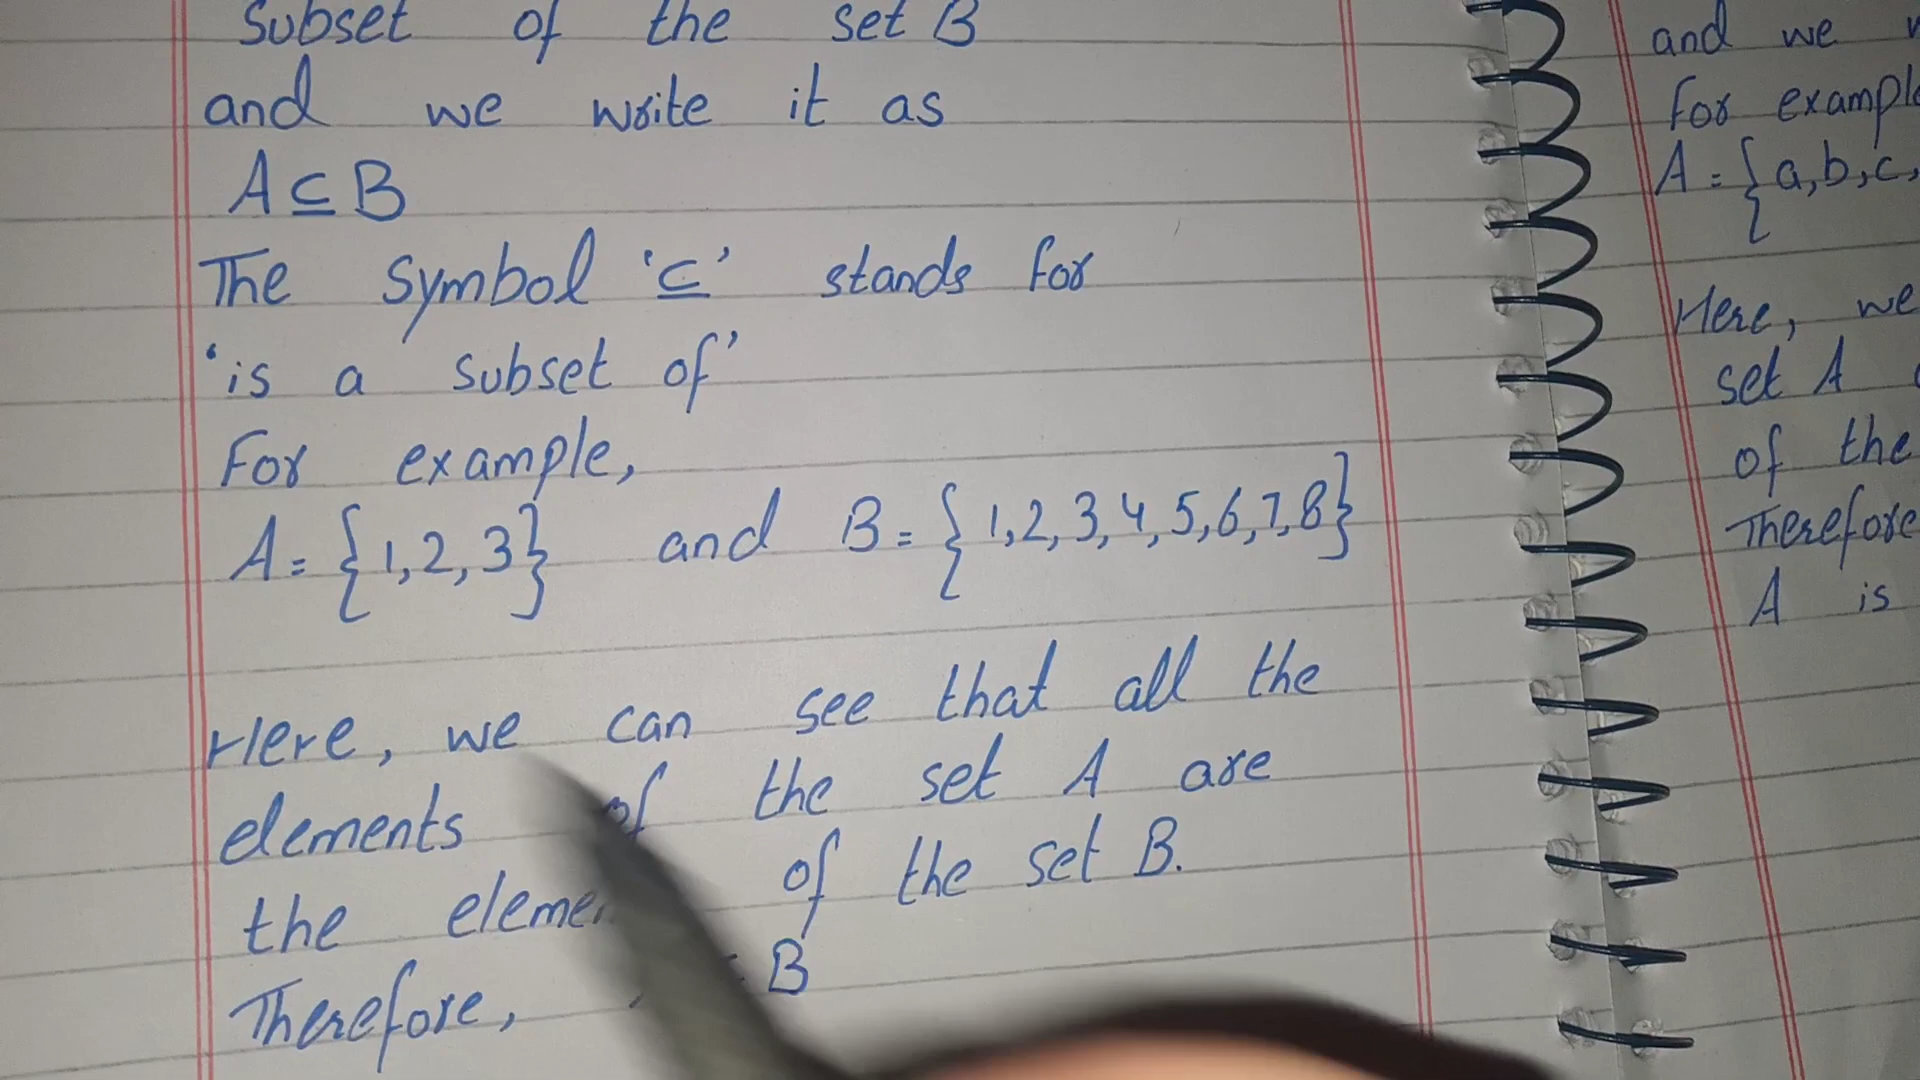 Subset of the set B
and we write it as
A ⊆ B
The symbol '⊆' stands for
'is a subset of'
For example,
A = {1, 2, 3} and B = {1, 2, 3, 4, 5, 6, 7, 8}
Here, we can see that all the
elements of the set A are
the of the set B.
Therefore, B
and we
For example
A = {a, b, c,
Here, we
set A
of the
Therefore
A is